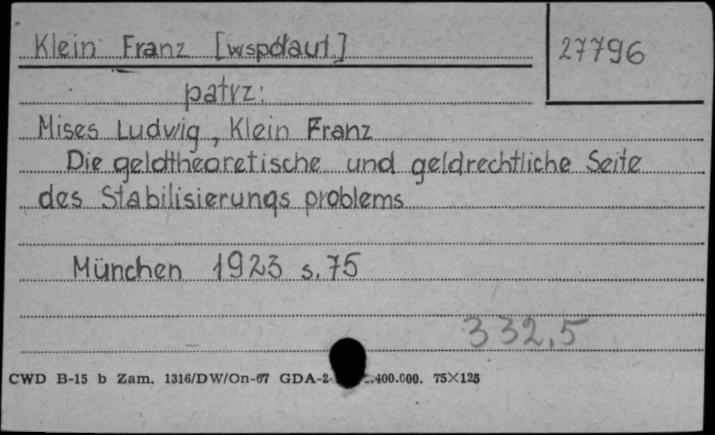 Klein Franz [współaut.]
27796
patrz:
Mises Ludwig, Klein Franz
Die geldtheoretische und geldrechtliche Seite
des Stabilisierungs problems
München 1923 s. 75
332,5
CWD B-15 b Zam. 1316/DW/On-67 GDA-2 .400.000. 75×125